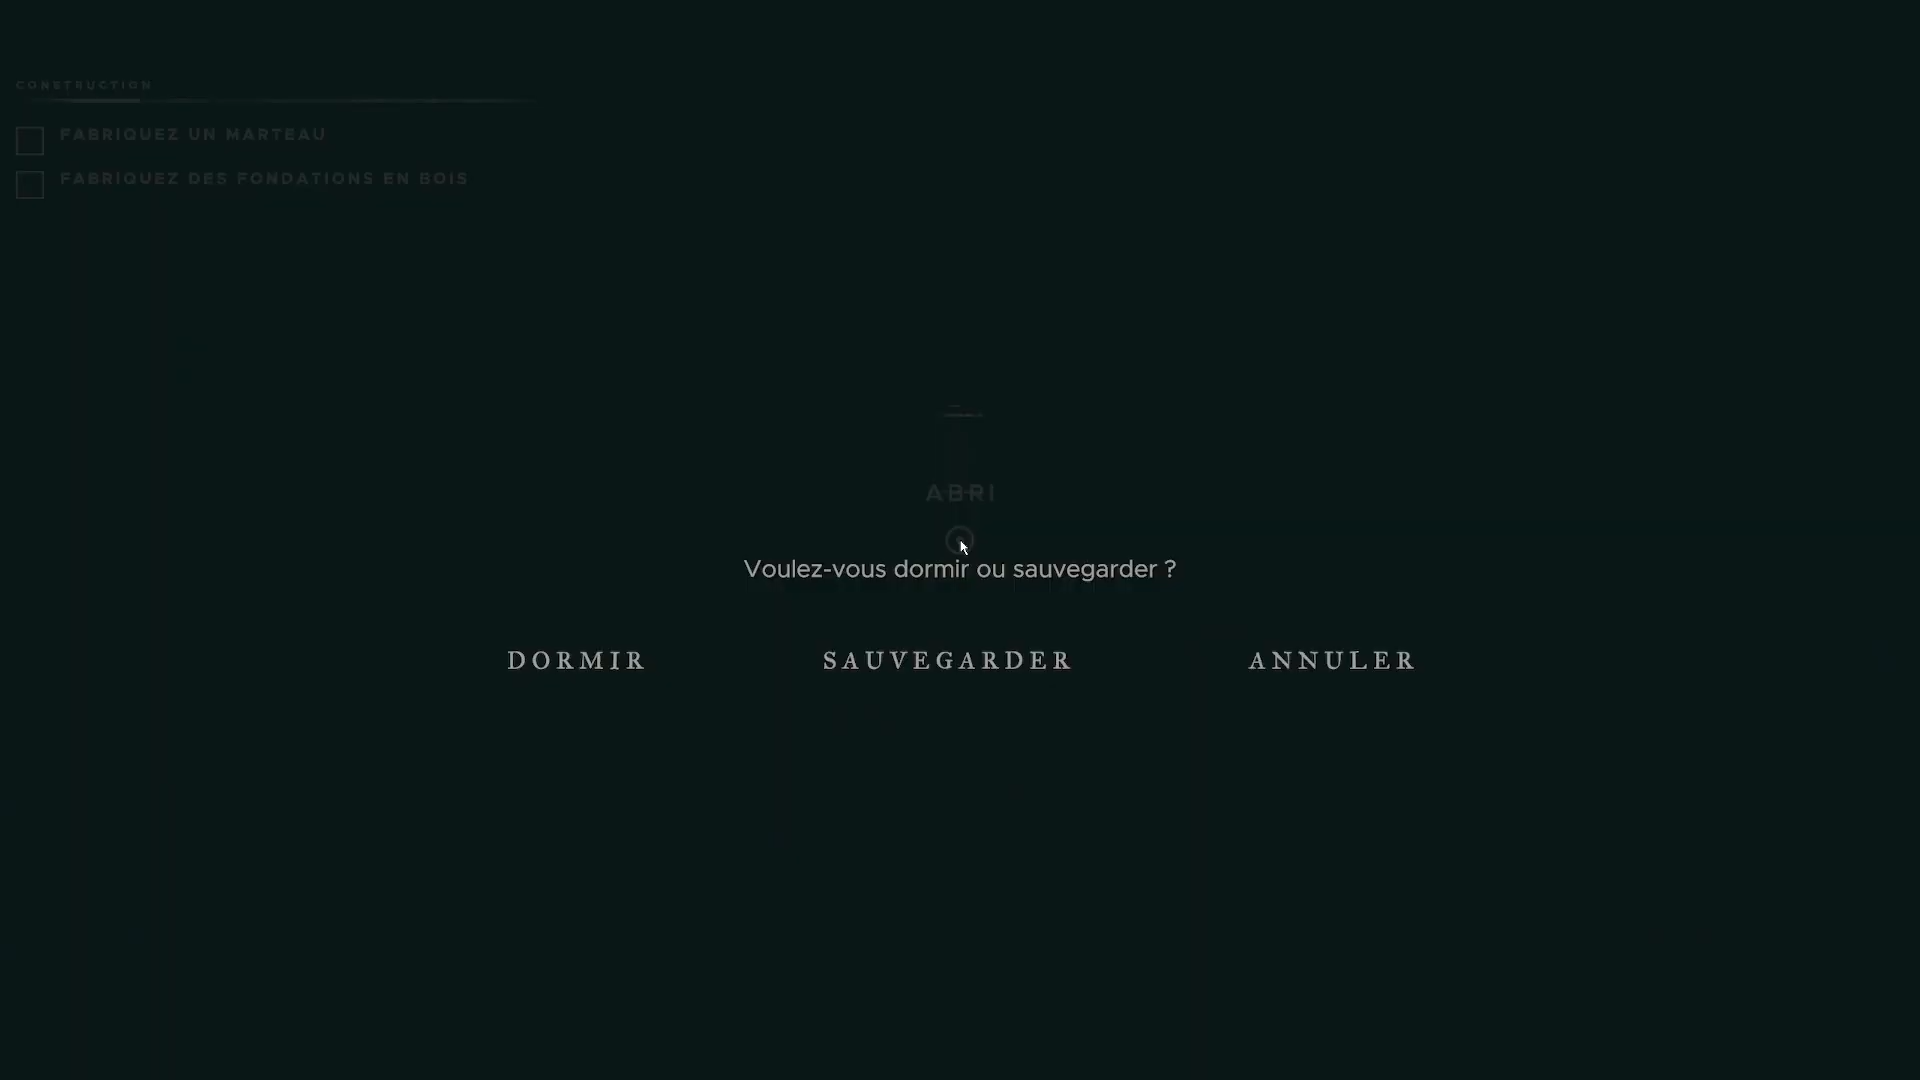 CONSTRUCTION
FABRIQUEZ UN MARTEAU
FABRIQUEZ DES FONDATIONS EN BOIS
ABRI
Voulez-vous dormir ou sauvegarder ?
DORMIR SAUVEGARDER ANNULER